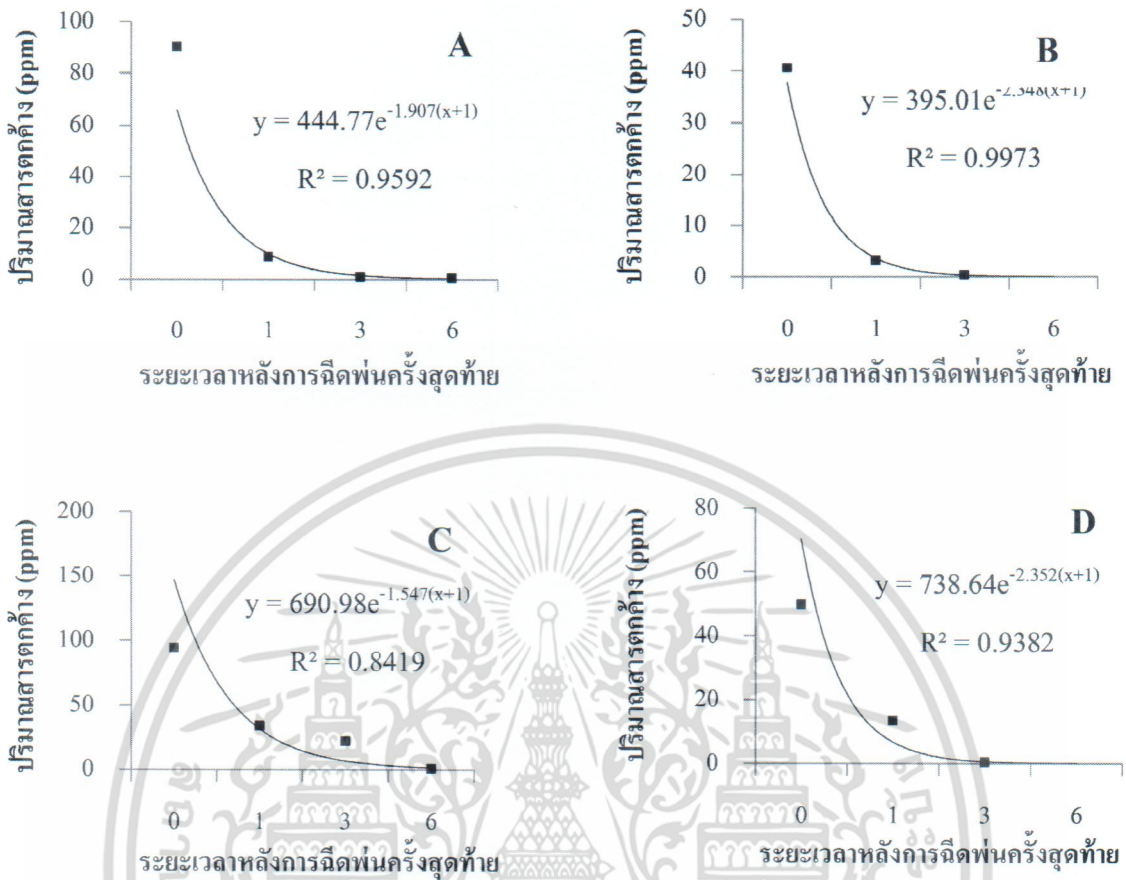 A
ปริมาณสารตกค้าง (ppm)
100
80
60
40
20
0
y = 444.77e^-1.907(x+1)
R² = 0.9592
0 1 3 6
ระยะเวลาหลังการฉีดพ่นครั้งสุดท้าย
B
ปริมาณสารตกค้าง (ppm)
50
40
30
20
10
0
y = 395.01e^-2.348(x+1)
R² = 0.9973
0 1 3 6
ระยะเวลาหลังการฉีดพ่นครั้งสุดท้าย
C
ปริมาณสารตกค้าง (ppm)
200
150
100
50
0
y = 690.98e^-1.547(x+1)
R² = 0.8419
0 1 3 6
ระยะเวลาหลังการฉีดพ่นครั้งสุดท้าย
D
ปริมาณสารตกค้าง (ppm)
80
60
40
20
0
y = 738.64e^-2.352(x+1)
R² = 0.9382
0 1 3 6
ระยะเวลาหลังการฉีดพ่นครั้งสุดท้าย